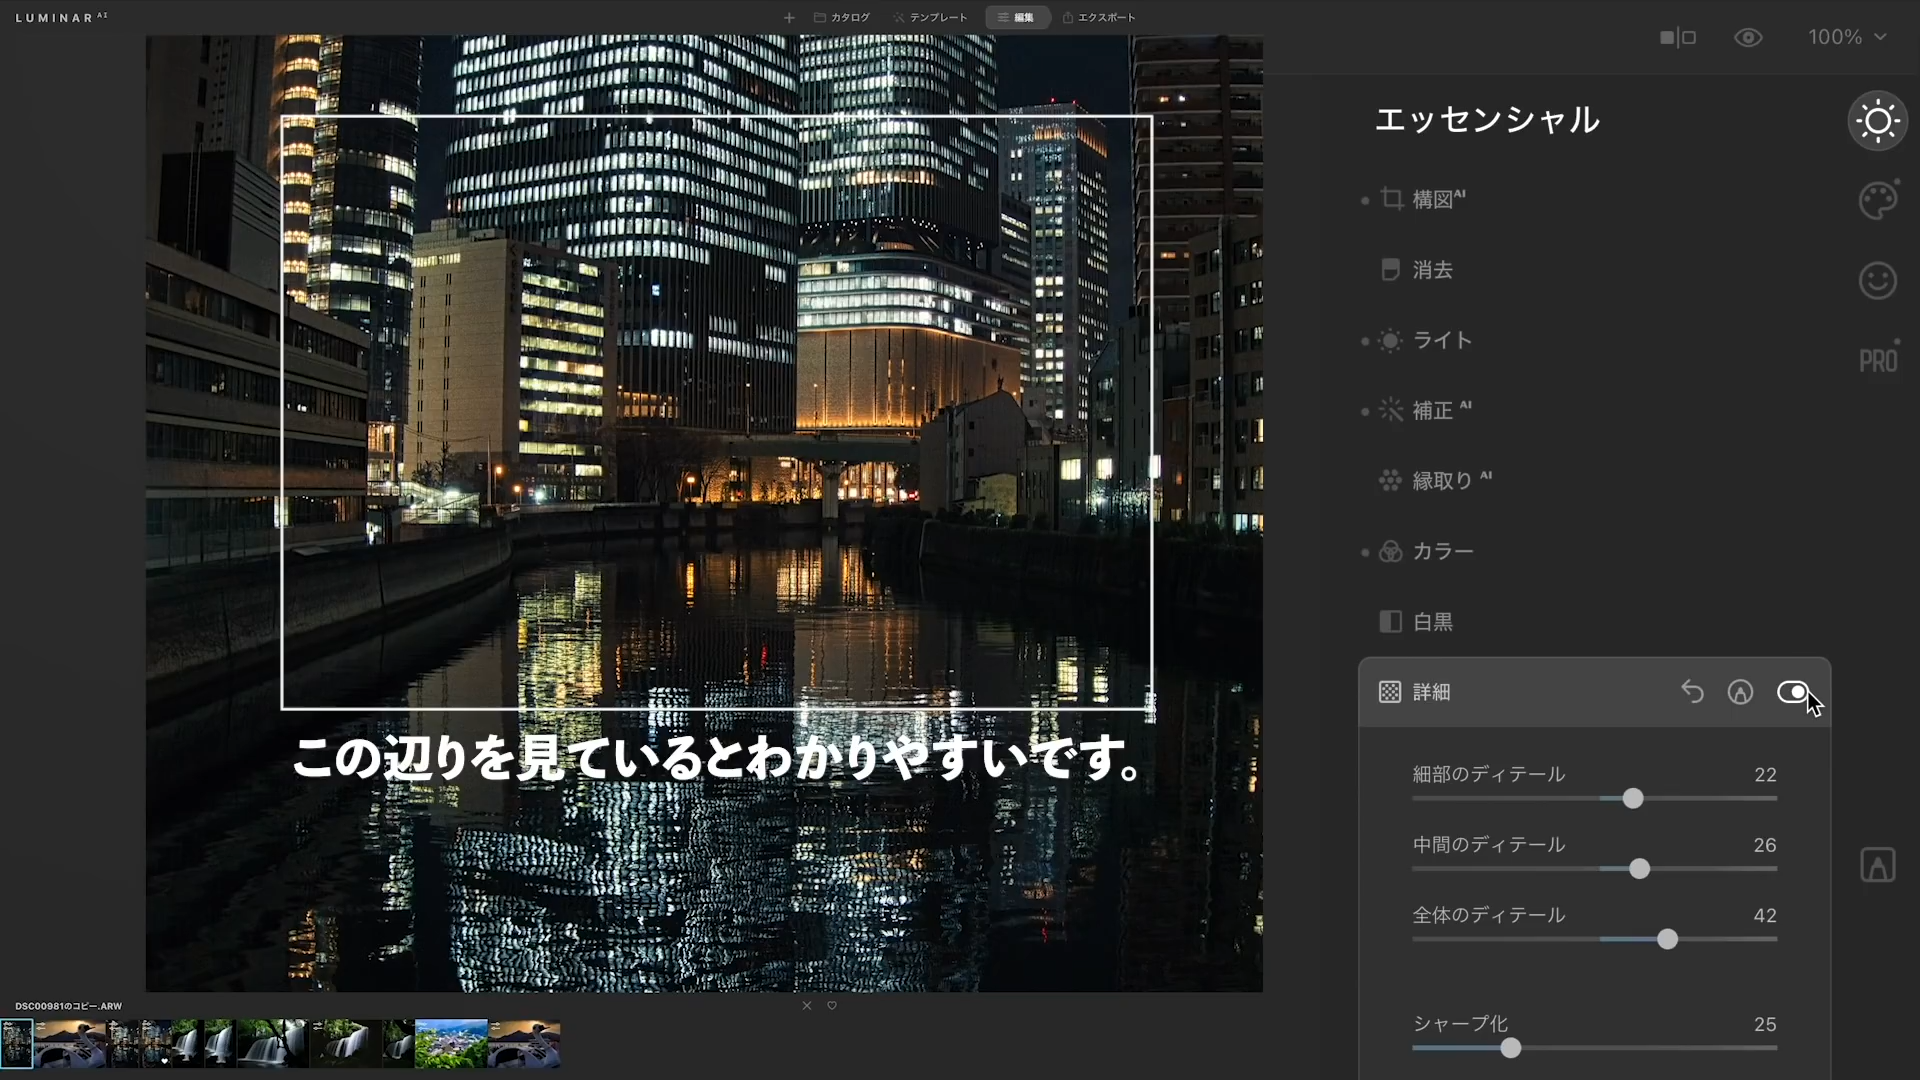 LUMINAR AI
カタログ
テンプレート
編集
エクスポート
100%
エッセンシャル
構図AI
消去
ライト
PRO
補正 AI
縁取り AI
カラー
白黒
詳細
細部のディテール 22
中間のディテール 26
全体のディテール 42
シャープ化 25
この辺りを見ているとわかりやすいです。
DSC00981のコピー.ARW